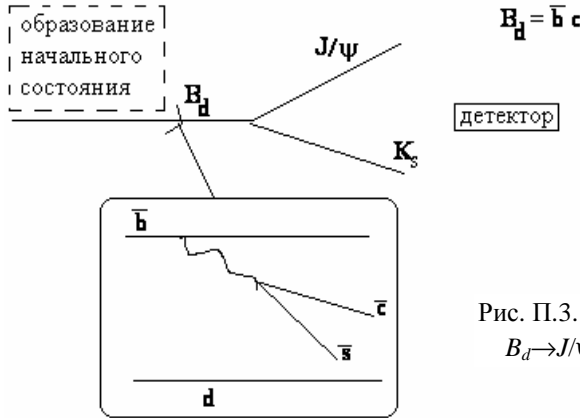 образование
начального
состояния
J/ψ
B_d = b̄
B_d
детектор
K_s
b̄
c̄
s̄
d
Рис. П.3.
B_d→J/